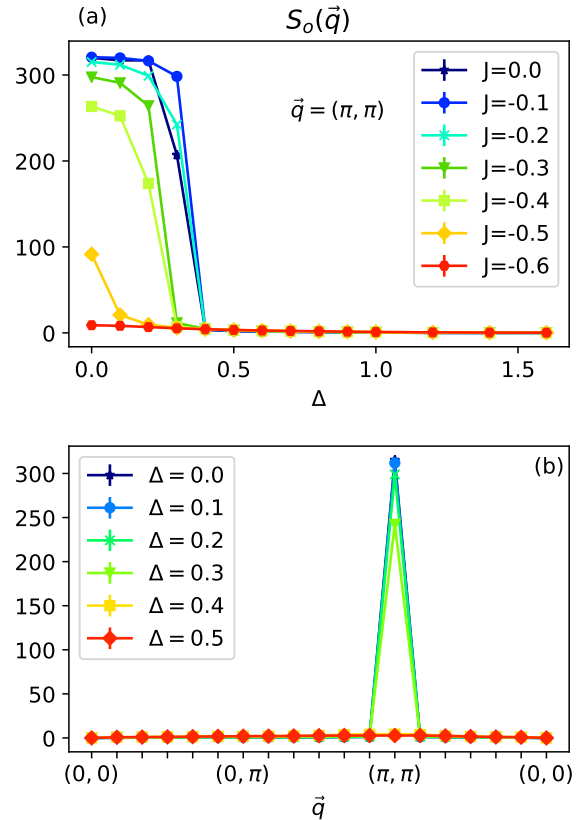 (a)
S_o(q⃗)
q⃗ = (π, π)
J=0.0
J=-0.1
J=-0.2
J=-0.3
J=-0.4
J=-0.5
J=-0.6
300
200
100
0
0.0 0.5 1.0 1.5
Δ
(b)
Δ = 0.0
Δ = 0.1
Δ = 0.2
Δ = 0.3
Δ = 0.4
Δ = 0.5
300
250
200
150
100
50
0
(0, 0) (0, π) (π, π) (0, 0)
q⃗